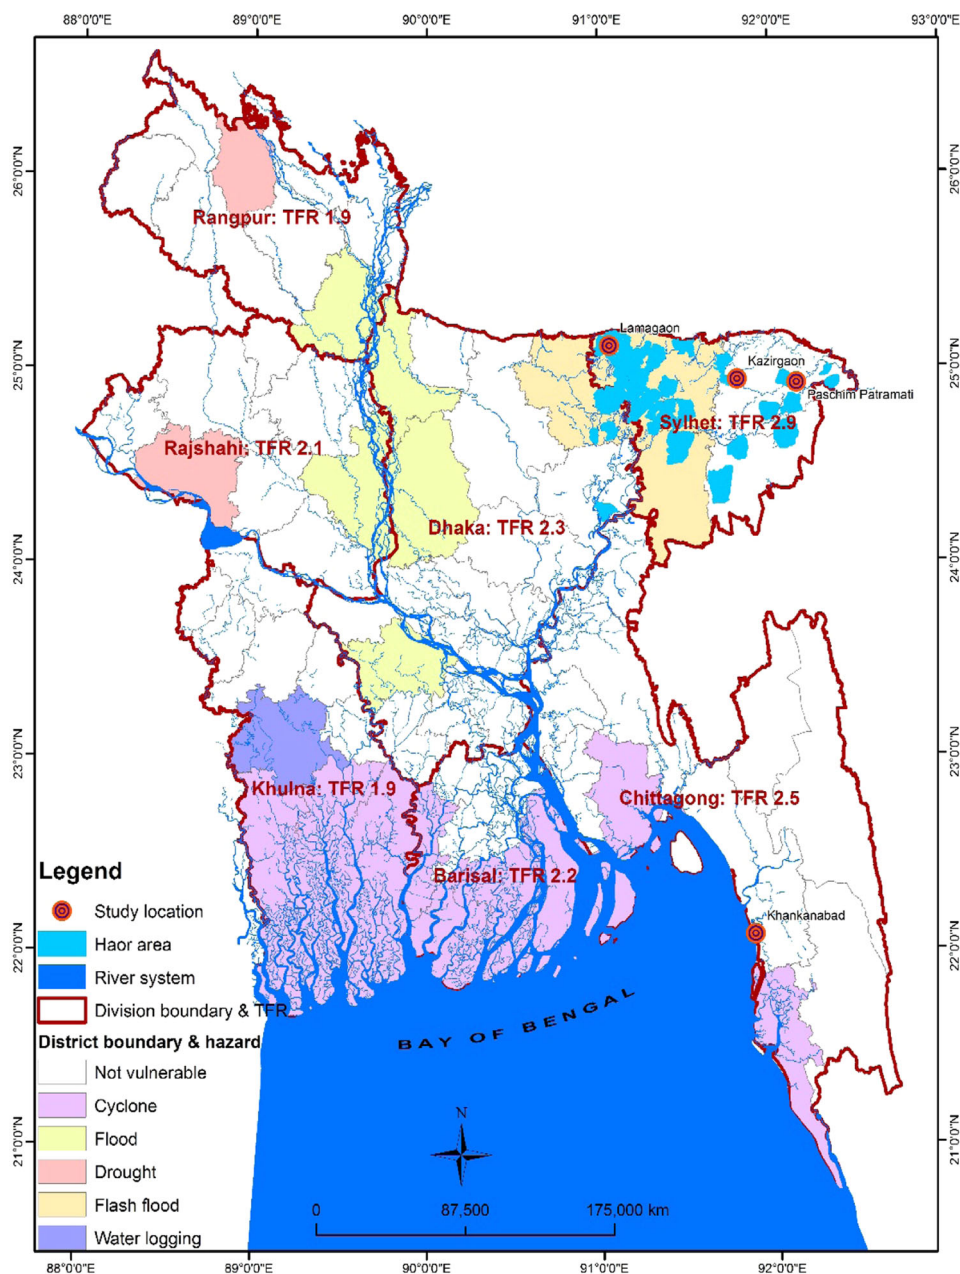 88°0'0"E 89°0'0"E 90°0'0"E 91°0'0"E 92°0'0"E 93°0'0"E
26°0'0"N 26°0'0"N
Rangpur: TFR 1.9
Lamagaon
Kazirgaon
25°0'0"N 25°0'0"N
Paschim Patramati
Sylhet: TFR 2.9
Rajshahi: TFR 2.1
Dhaka: TFR 2.3
24°0'0"N 24°0'0"N
23°0'0"N 23°0'0"N
Khulna: TFR 1.9
Chittagong: TFR 2.5
Barisal: TFR 2.2
Khankanabad
22°0'0"N 22°0'0"N
BAY OF BENGAL
21°0'0"N 21°0'0"N
Legend
Study location
Haor area
River system
Division boundary & TFR
District boundary & hazard
Not vulnerable
Cyclone
Flood
Drought
Flash flood
Water logging
N
0 87,500 175,000 km
88°0'0"E 89°0'0"E 90°0'0"E 91°0'0"E 92°0'0"E